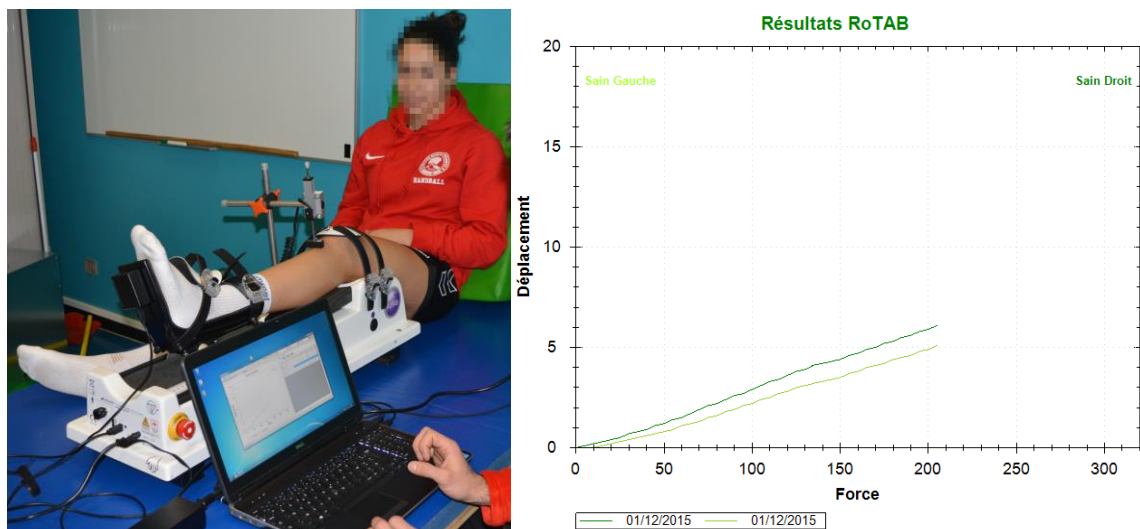 HANDBALL
Résultats RoTAB
Sain Gauche
Sain Droit
Déplacement
20
15
10
5
0
0 50 100 150 200 250 300
Force
01/12/2015 01/12/2015